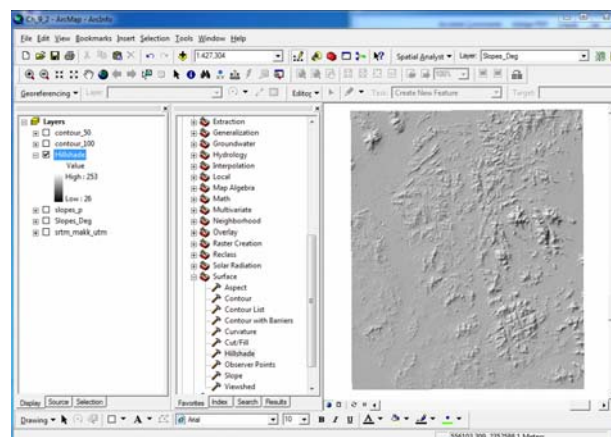 Ch_9_2 - ArcMap - ArcInfo
File Edit View Bookmarks Insert Selection Tools Window Help
1:427,304 Spatial Analyst Layer: Slopes_Deg
100%
Georeferencing Layer: Editor Task: Create New Feature Target:
Layers
contour_50
contour_100
Hillshade
Value
High : 253
Low : 26
slopes_p
Slopes_Deg
srtm_makk_utm
Extraction
Generalization
Groundwater
Hydrology
Interpolation
Local
Map Algebra
Math
Multivariate
Neighborhood
Overlay
Raster Creation
Reclass
Solar Radiation
Surface
Aspect
Contour
Contour List
Contour with Barriers
Curvature
Cut/Fill
Hillshade
Observer Points
Slope
Viewshed
Display Source Selection
Favorites Index Search Results
Drawing A Arial 10 B I U A